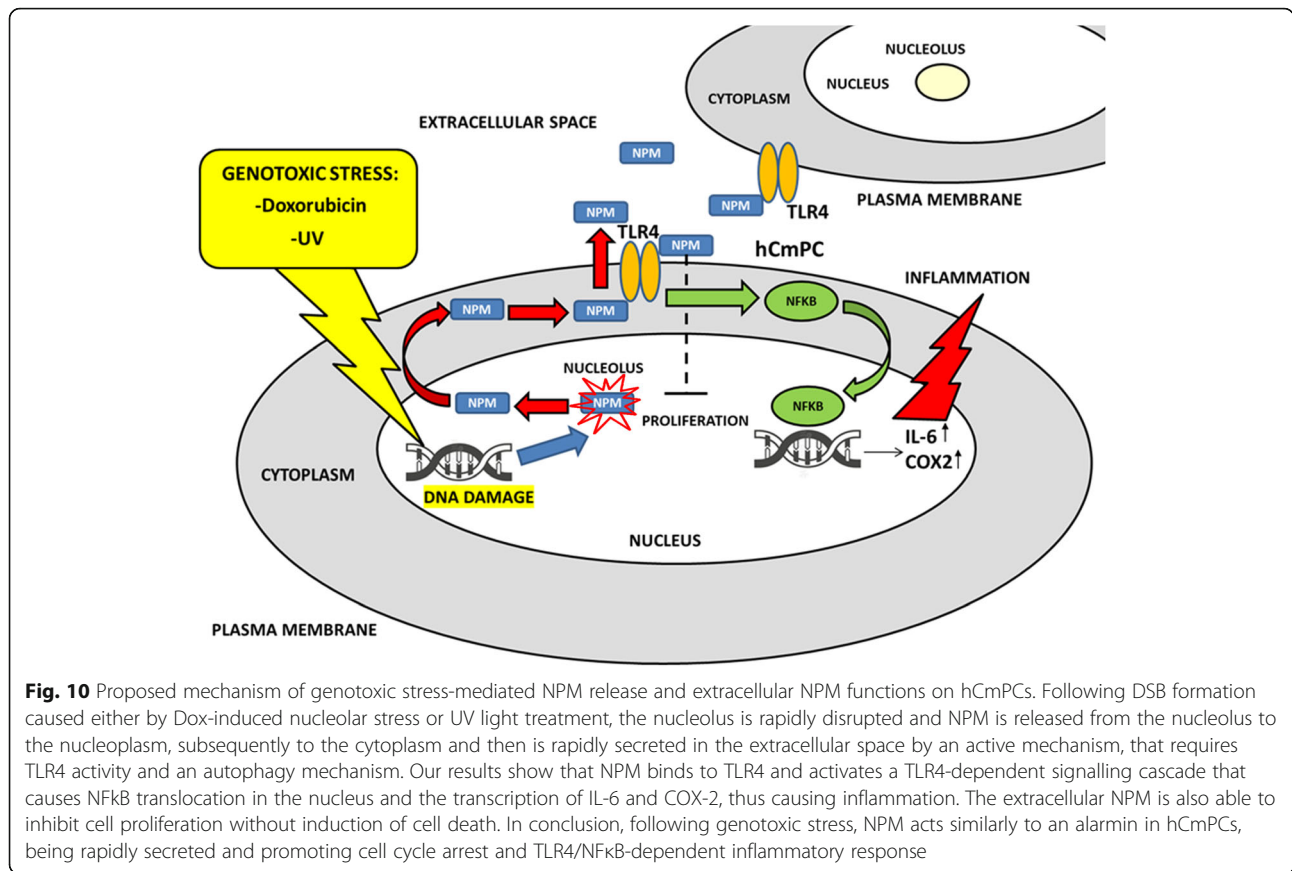 NUCLEOLUS
NUCLEUS
CYTOPLASM
EXTRACELLULAR SPACE
NPM
GENOTOXIC STRESS:
-Doxorubicin
-UV
NPM
TLR4
PLASMA MEMBRANE
NPM
TLR4
NPM
hCmPC
INFLAMMATION
NPM
NPM
NFKB
NUCLEOLUS
NPM
NPM
PROLIFERATION
NFKB
IL-6↑
COX2↑
CYTOPLASM
DNA DAMAGE
NUCLEUS
PLASMA MEMBRANE
Fig. 10 Proposed mechanism of genotoxic stress-mediated NPM release and extracellular NPM functions on hCmPCs. Following DSB formation
caused either by Dox-induced nucleolar stress or UV light treatment, the nucleolus is rapidly disrupted and NPM is released from the nucleolus to
the nucleoplasm, subsequently to the cytoplasm and then is rapidly secreted in the extracellular space by an active mechanism, that requires
TLR4 activity and an autophagy mechanism. Our results show that NPM binds to TLR4 and activates a TLR4-dependent signalling cascade that
causes NFkB translocation in the nucleus and the transcription of IL-6 and COX-2, thus causing inflammation. The extracellular NPM is also able to
inhibit cell proliferation without induction of cell death. In conclusion, following genotoxic stress, NPM acts similarly to an alarmin in hCmPCs,
being rapidly secreted and promoting cell cycle arrest and TLR4/NFκB-dependent inflammatory response